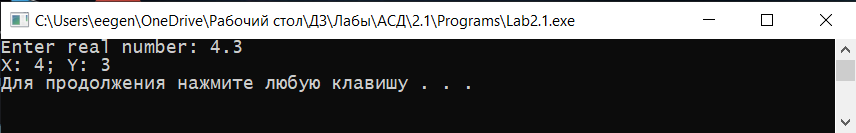 C:\Users\eegen\OneDrive\Рабочий стол\ДЗ\Лабы\АСД\2.1\Programs\Lab2.1.exe
Enter real number: 4.3
X: 4; Y: 3
Для продолжения нажмите любую клавишу . . .